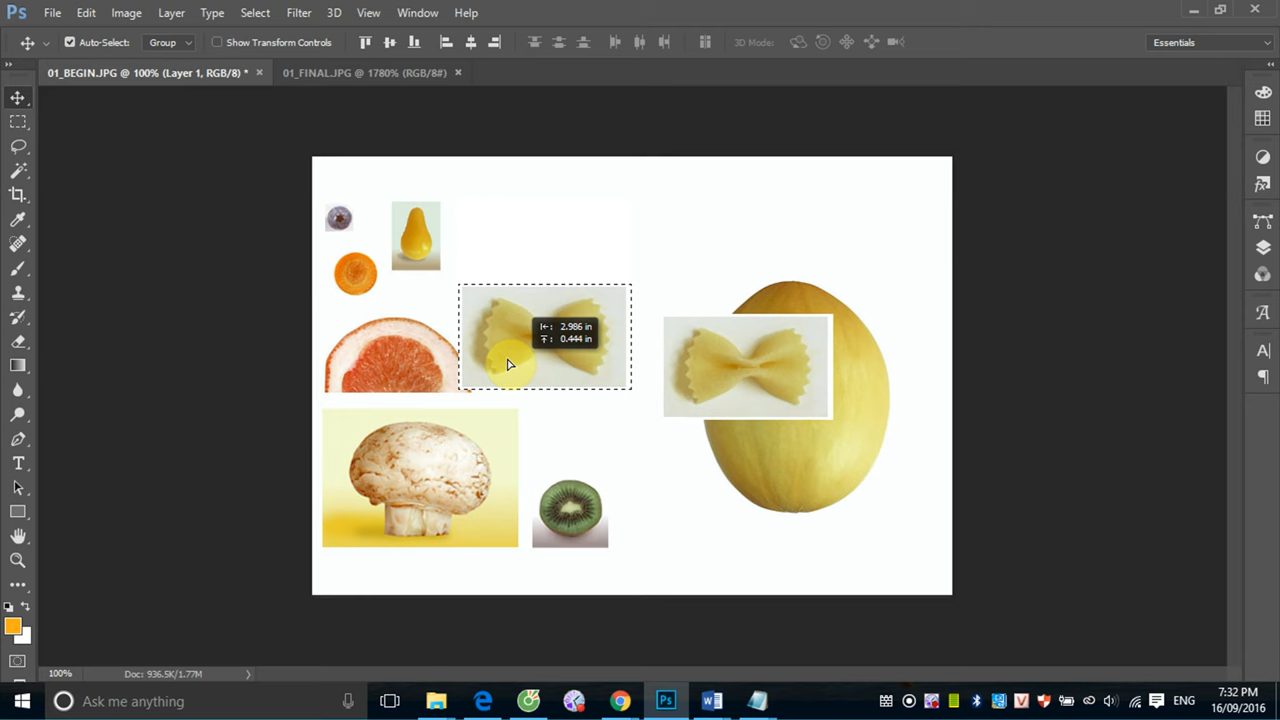 Ps File Edit Image Layer Type Select Filter 3D View Window Help
Auto-Select: Group Show Transform Controls 3D Mode: Essentials
01_BEGIN.JPG @ 100% (Layer 1, RGB/8) * × 01_FINAL.JPG @ 1780% (RGB/8#) ×
2.986 in
0.444 in
100% Doc: 936.5K/1.77M
Ask me anything
ENG
7:32 PM
16/09/2016